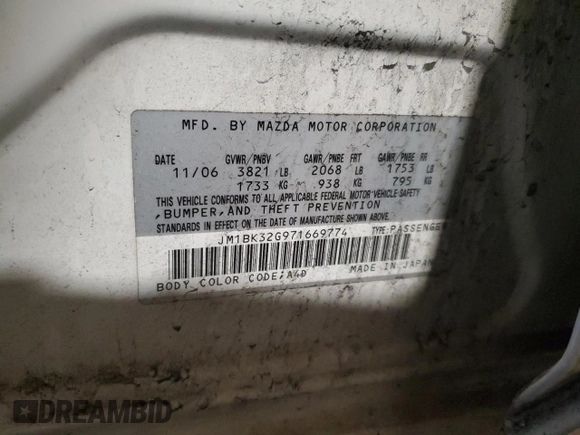 MFD. BY MAZDA MOTOR CORPORATION
GVWR/PNBV GAWR/PNBE FRT GAWR/PNBE RR
11/06 3821 LB 2068 LB 1753 LB
1733 KG 938 KG 795 KG
THIS VEHICLE CONFORMS TO ALL APPLICABLE FEDERAL MOTOR VEHICLE SAFETY
,BUMPER,AND THEFT PREVENTION
STANDARDS IN EFFECT ON THE DATE OF MANUFACTURE SHOWN ABOVE.
JM1BK32G971669774 TYPE:PASSENGER
MADE IN JAPAN
BODY COLOR CODE:A4D
DREAMBID